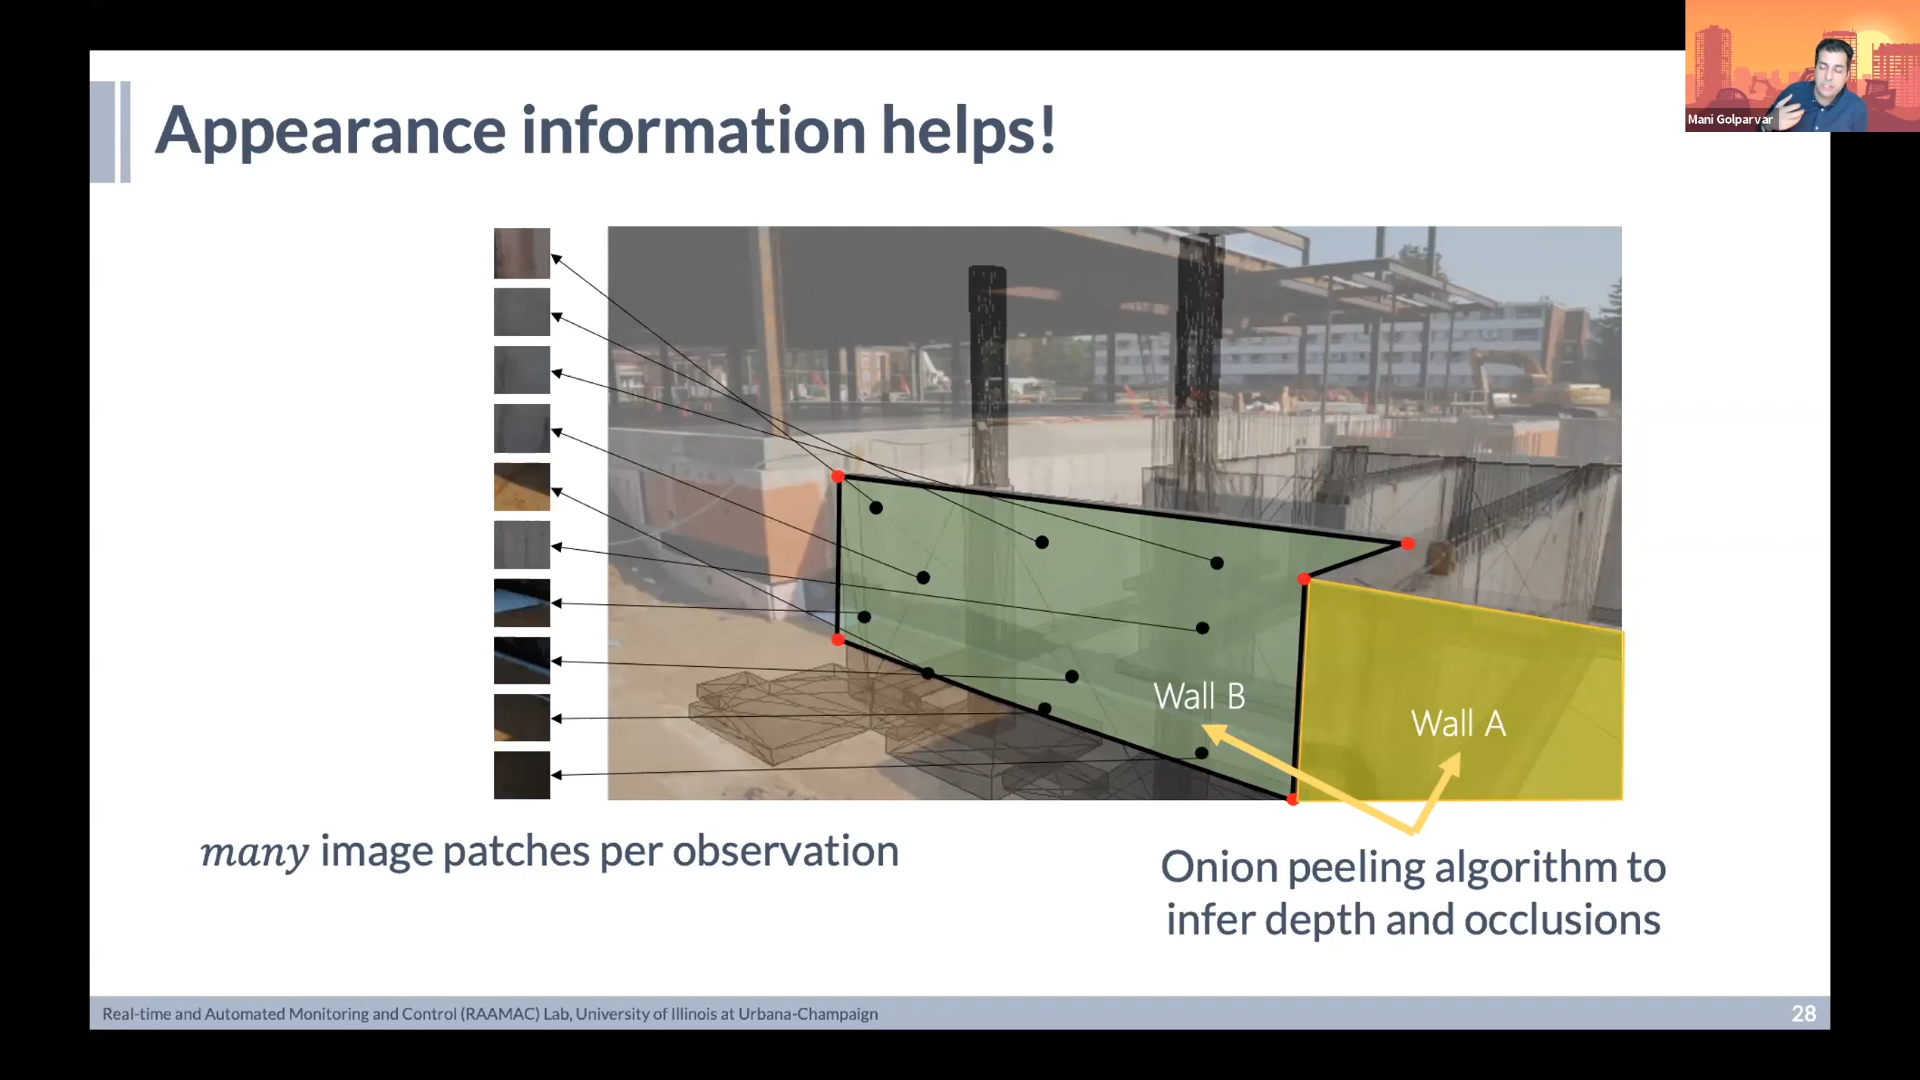 Appearance information helps!
Mani Golparvar
Wall B
Wall A
many image patches per observation
Onion peeling algorithm to
infer depth and occlusions
Real-time and Automated Monitoring and Control (RAAMAC) Lab, University of Illinois at Urbana-Champaign
28